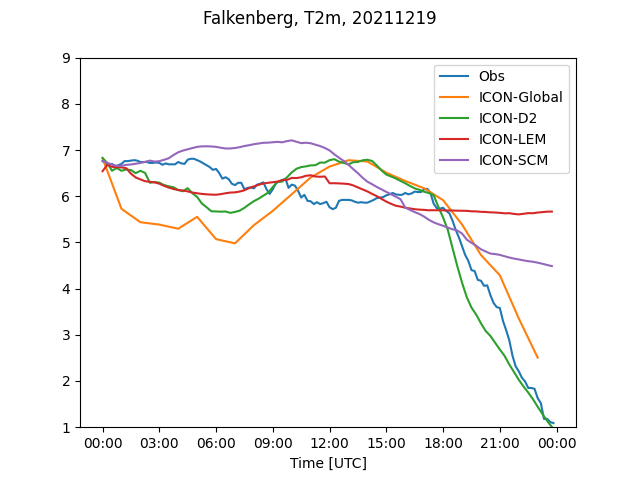 Falkenberg, T2m, 20211219
9
8
7
6
5
4
3
2
1
Obs
ICON-Global
ICON-D2
ICON-LEM
ICON-SCM
00:00 03:00 06:00 09:00 12:00 15:00 18:00 21:00 00:00
Time [UTC]